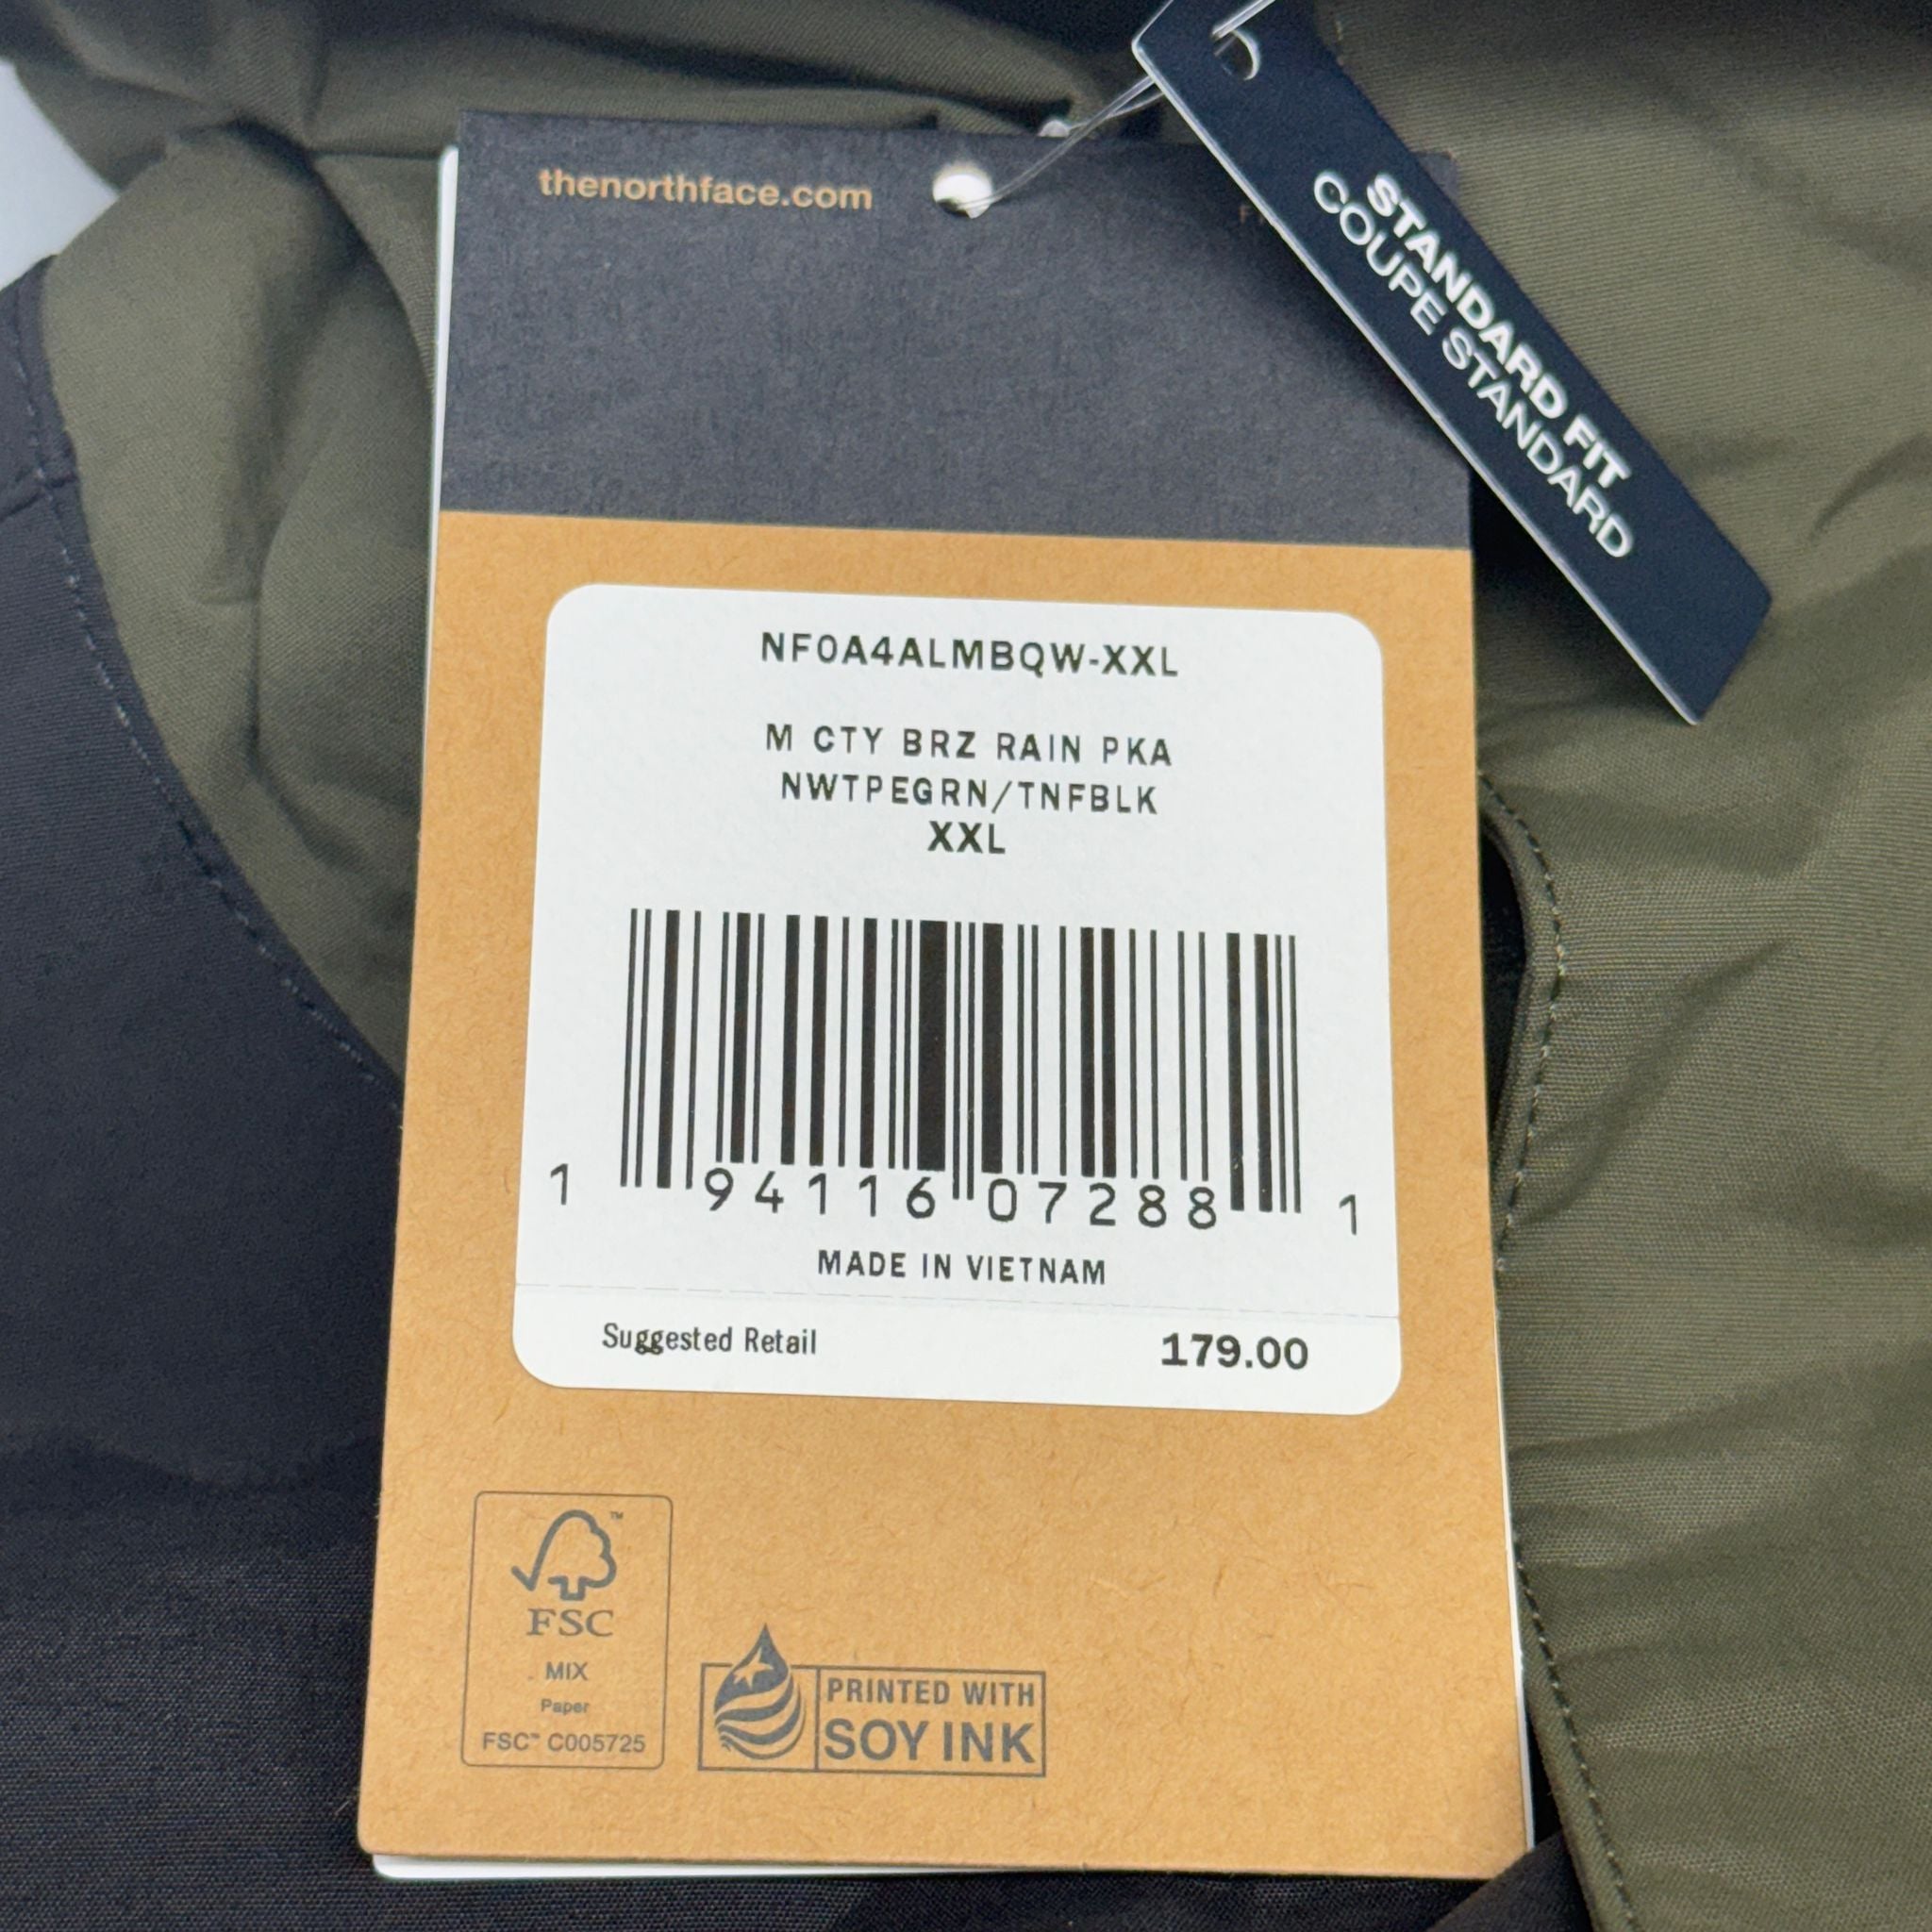 thenorthface.com
STANDARD FIT
COUPE STANDARD
NF0A4ALMBQW-XXL
M CTY BRZ RAIN PKA
NWTPEGRN/TNFBLK
XXL
1 94116 07288 1
MADE IN VIETNAM
Suggested Retail 179.00
FSC
MIX
Paper
FSC™ C005725
PRINTED WITH
SOY INK